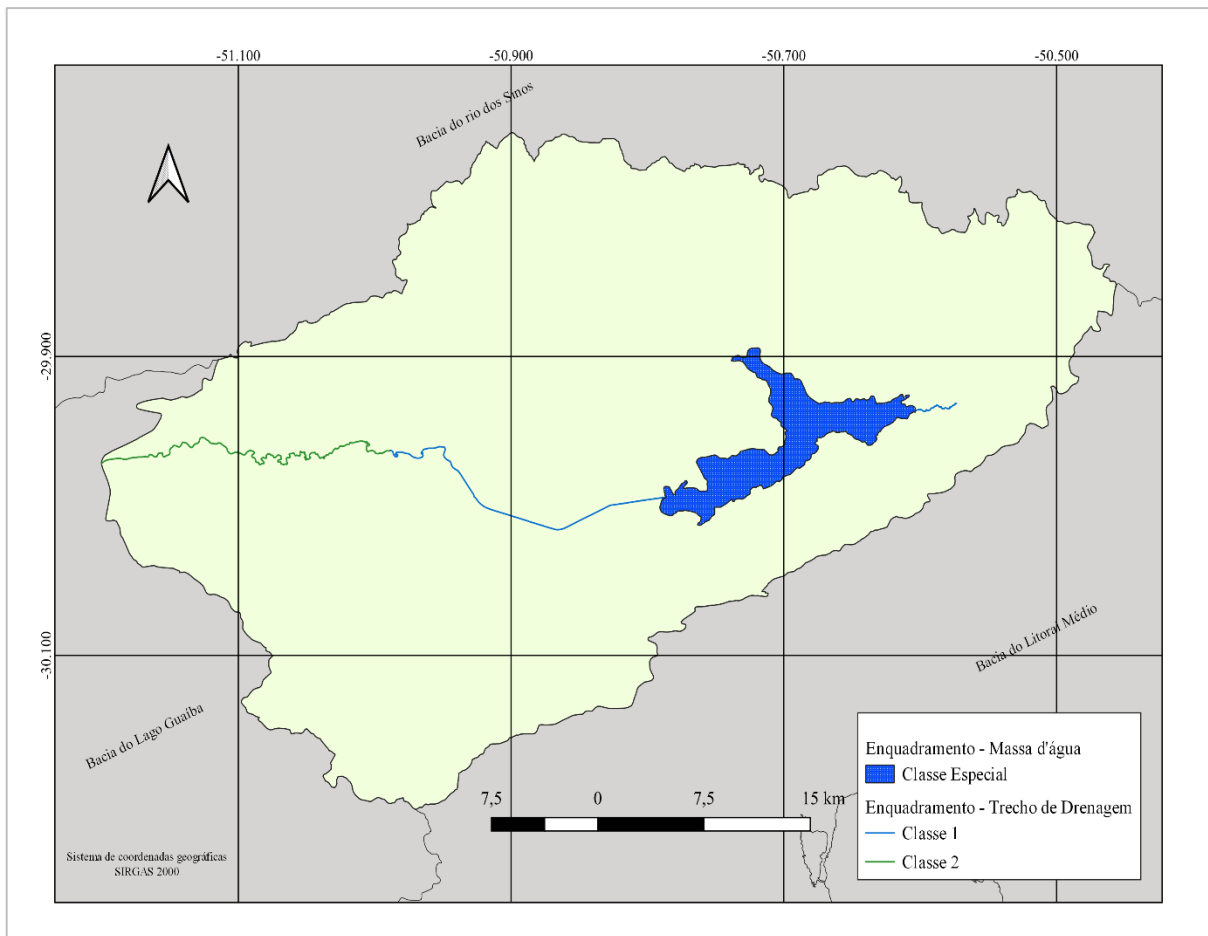 -51.100
-50.900
-50.700
-50.500
Bacia do rio dos Sinos
-29.900
-30.100
Bacia do Litoral Médio
Bacia do Lago Guaíba
Enquadramento - Massa d'água
Classe Especial
Enquadramento - Trecho de Drenagem
Classe 1
Classe 2
7,5
0
7,5
15 km
Sistema de coordenadas geográficas
SIRGAS 2000